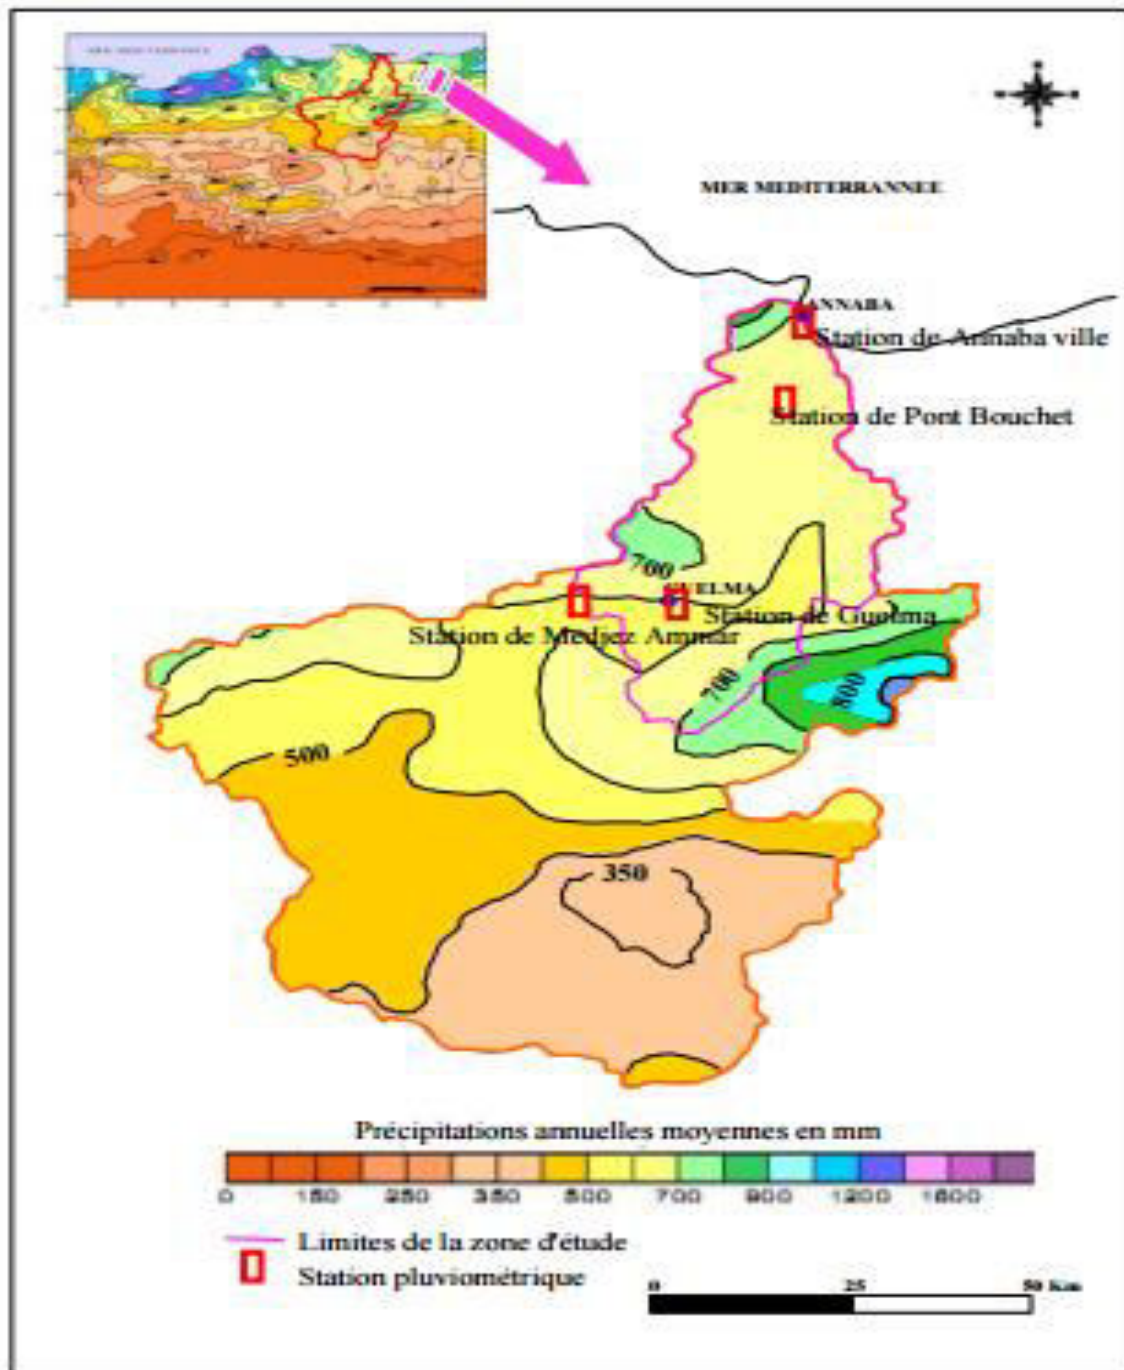 MER MEDITERRANNEE
ANNABA
Station de Annaba ville
Station de Pont Bouchet
700
GUELMA
Station de Guelma
Station de Medjez Ammar
700
800
500
350
Précipitations annuelles moyennes en mm
0 150 250 350 500 700 900 1200 1600
Limites de la zone d'étude
Station pluviométrique
0 25 50 Km